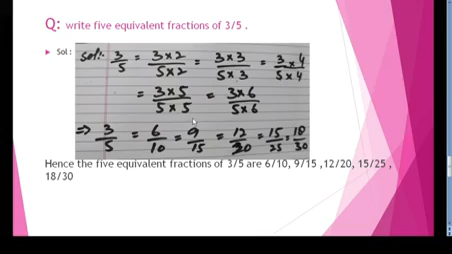 Q: write five equivalent fractions of 3/5 .
Sol :
Sol:- 3/5 = 3×2/5×2 = 3×3/5×3 = 3×4/5×4
= 3×5/5×5 = 3×6/5×6
⇒ 3/5 = 6/10 = 9/15 = 12/20 = 15/25 = 18/30
Hence the five equivalent fractions of 3/5 are 6/10, 9/15 ,12/20, 15/25 ,
18/30